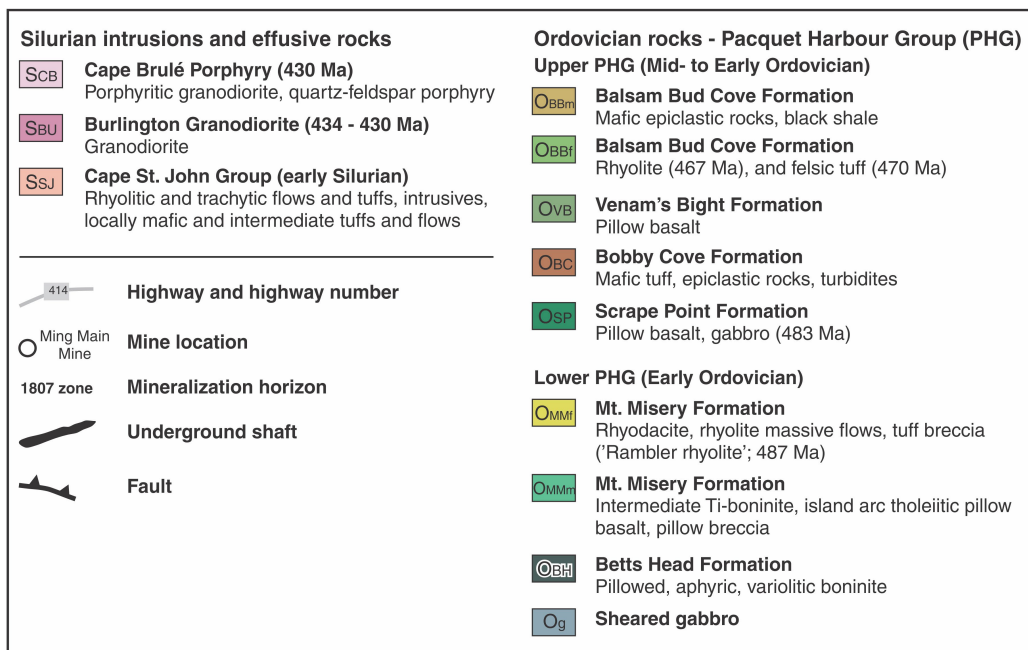 Silurian intrusions and effusive rocks
SCB
Cape Brulé Porphyry (430 Ma)
Porphyritic granodiorite, quartz-feldspar porphyry
SBU
Burlington Granodiorite (434 - 430 Ma)
Granodiorite
SSJ
Cape St. John Group (early Silurian)
Rhyolitic and trachytic flows and tuffs, intrusives,
locally mafic and intermediate tuffs and flows
414
Highway and highway number
Ming Main
Mine
Mine location
1807 zone
Mineralization horizon
Underground shaft
Fault
Ordovician rocks - Pacquet Harbour Group (PHG)
Upper PHG (Mid- to Early Ordovician)
OBBm
Balsam Bud Cove Formation
Mafic epiclastic rocks, black shale
OBBf
Balsam Bud Cove Formation
Rhyolite (467 Ma), and felsic tuff (470 Ma)
OVB
Venam's Bight Formation
Pillow basalt
OBC
Bobby Cove Formation
Mafic tuff, epiclastic rocks, turbidites
OSP
Scrape Point Formation
Pillow basalt, gabbro (483 Ma)
Lower PHG (Early Ordovician)
OMMf
Mt. Misery Formation
Rhyodacite, rhyolite massive flows, tuff breccia
('Rambler rhyolite'; 487 Ma)
OMMm
Mt. Misery Formation
Intermediate Ti-boninite, island arc tholeiitic pillow
basalt, pillow breccia
OBH
Betts Head Formation
Pillowed, aphyric, variolitic boninite
Og
Sheared gabbro